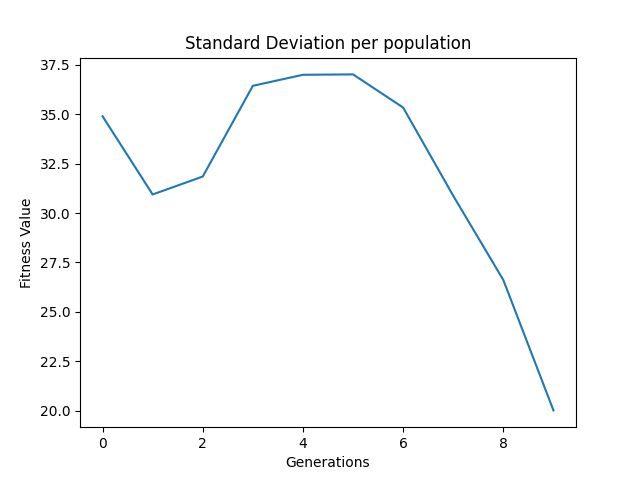 Standard Deviation per population
37.5
35.0
32.5
30.0
27.5
25.0
22.5
20.0
Fitness Value
0 2 4 6 8
Generations